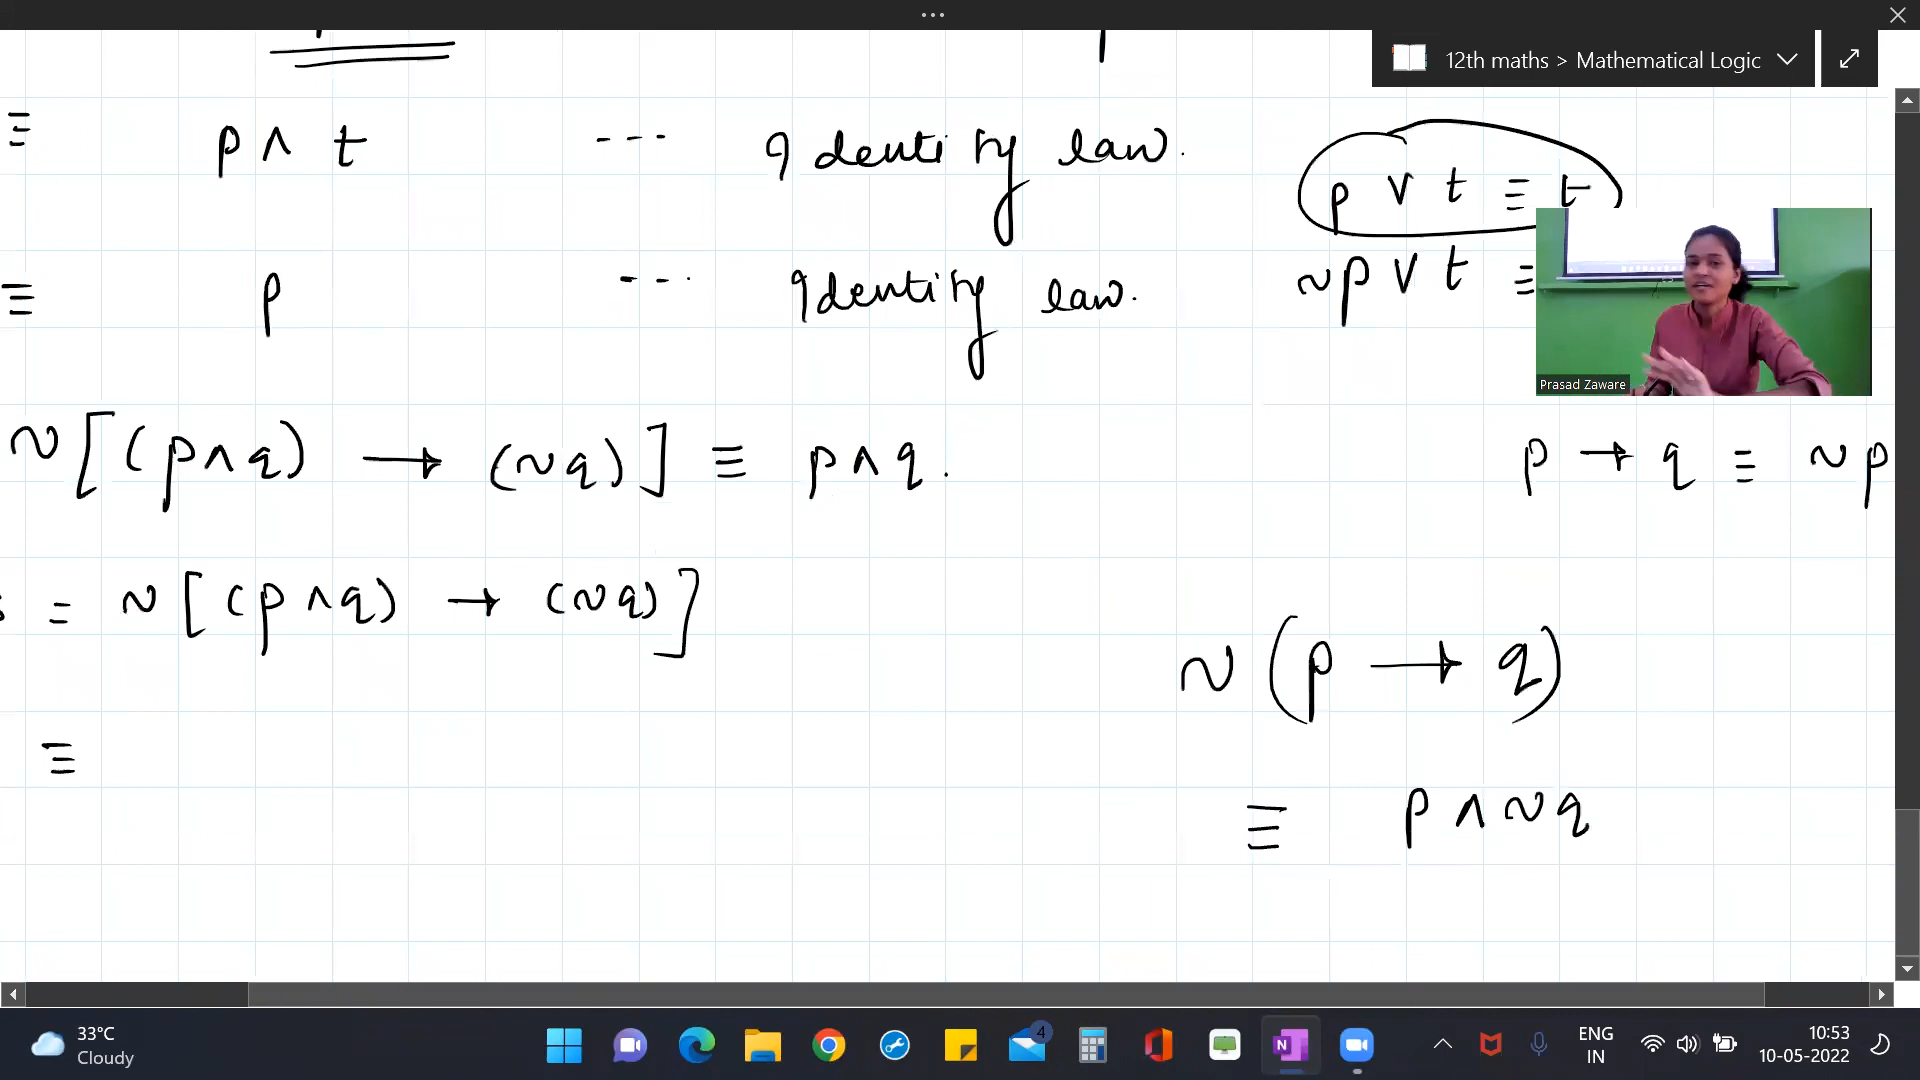 12th maths > Mathematical Logic
≡ p ∧ t --- Identity law.
p ∨ t ≡ t
≡ p --- Identity law.
~p ∨ t ≡
Prasad Zaware
~[(p∧q) → (~q)] ≡ p∧q.
p → q ≡ ~p
= ~[(p∧q) → (~q)]
~(p → q)
≡
≡ p∧~q
4
33°C
Cloudy
ENG
IN
10:53
10-05-2022